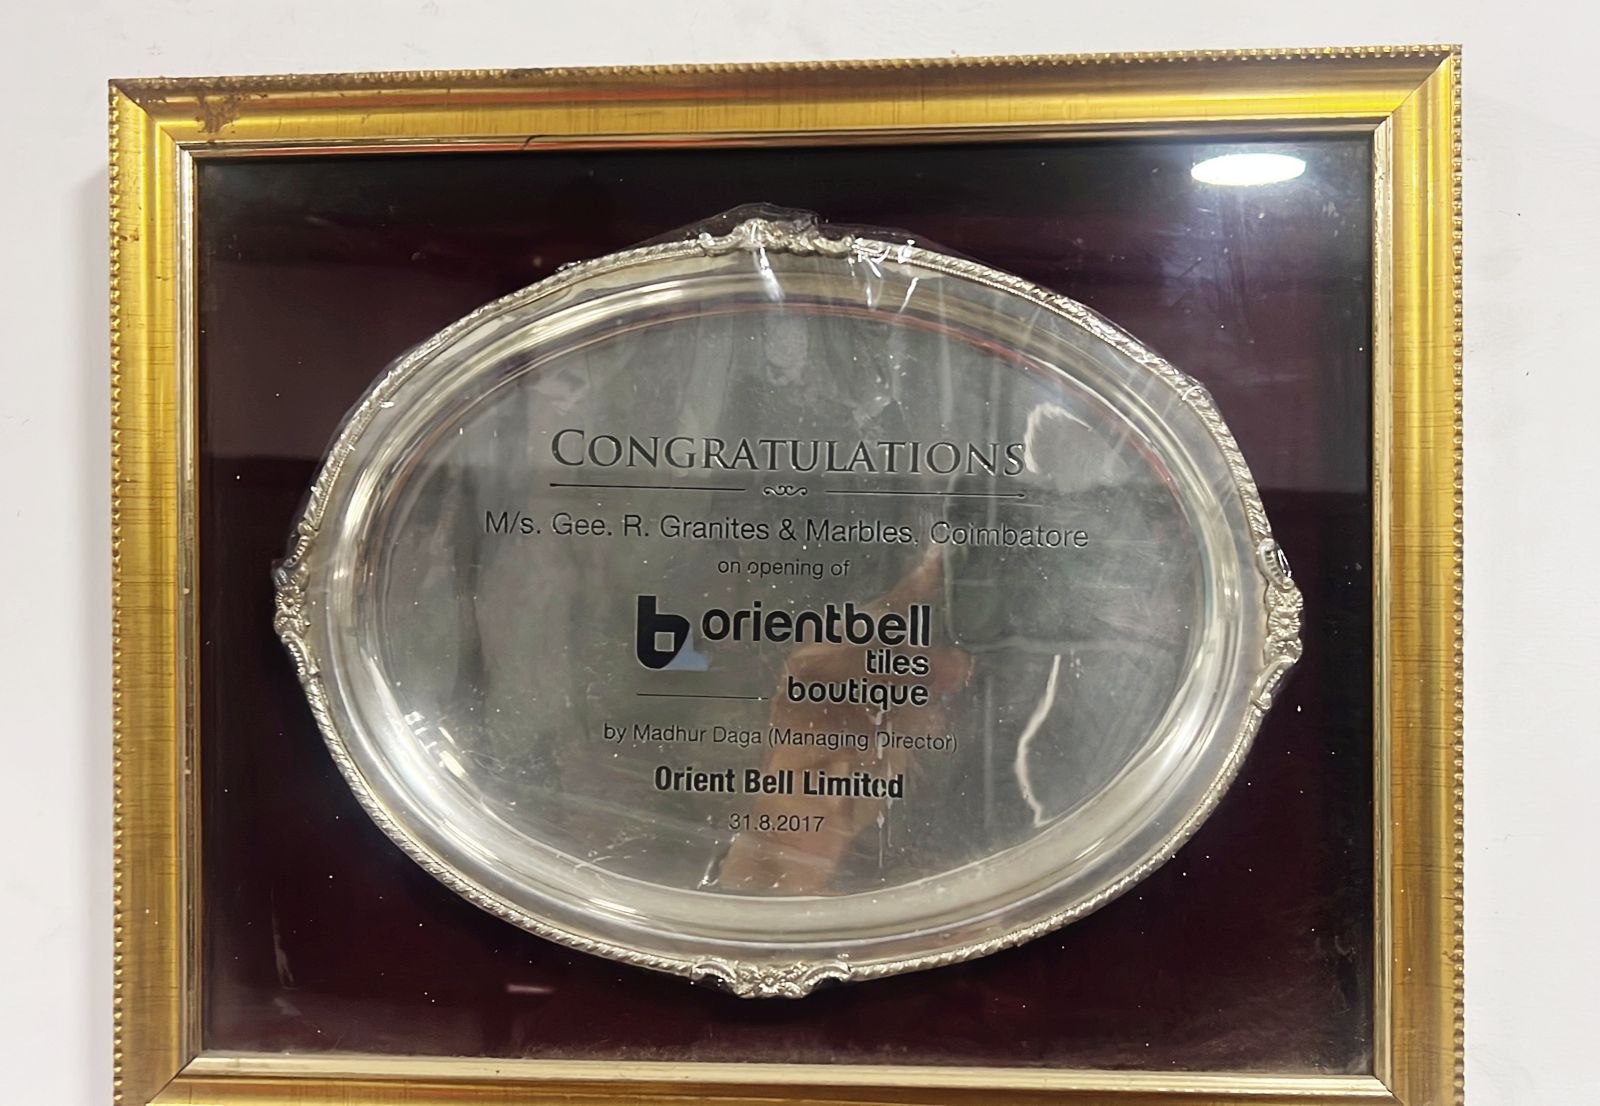 CONGRATULATIONS
M/s. Gee. R. Granites & Marbles, Coimbatore
on opening of
orientbell
tiles
boutique
by Madhur Daga (Managing Director)
Orient Bell Limited
31.8.2017